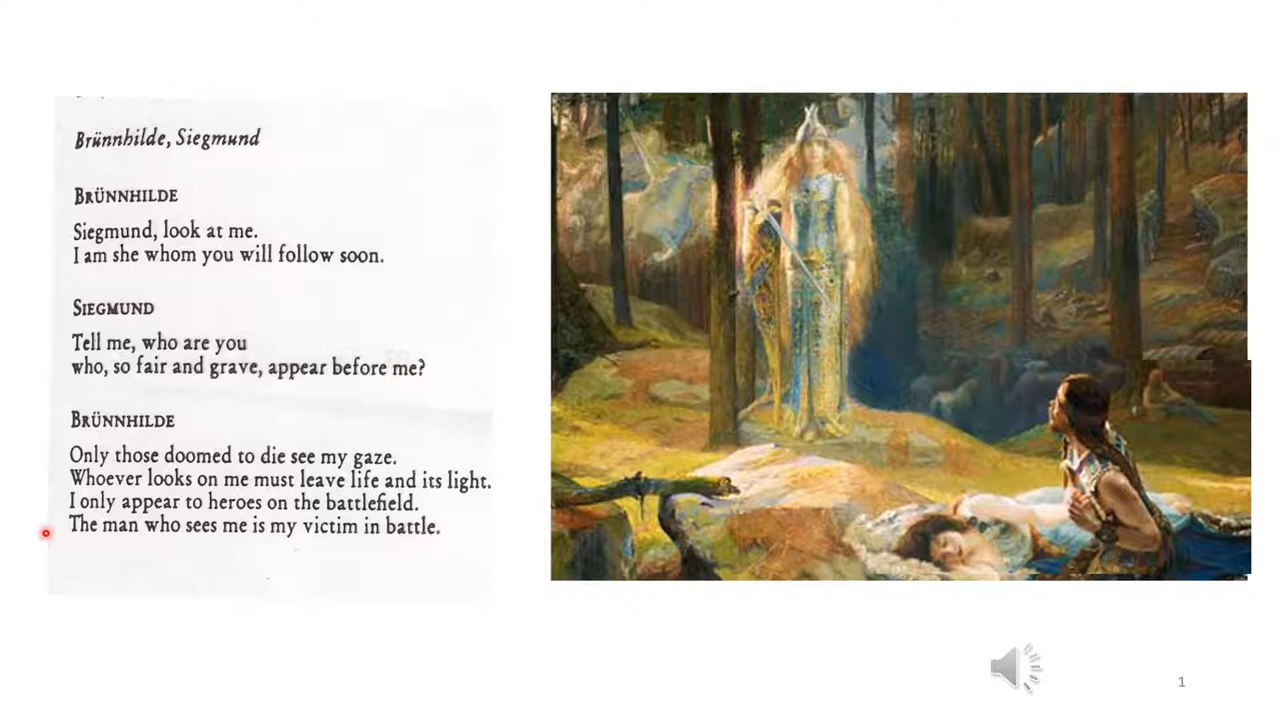 Brünnhilde, Siegmund
BRÜNNHILDE
Siegmund, look at me.
I am she whom you will follow soon.
SIEGMUND
Tell me, who are you
who, so fair and grave, appear before me?
BRÜNNHILDE
Only those doomed to die see my gaze.
Whoever looks on me must leave life and its light.
I only appear to heroes on the battlefield.
The man who sees me is my victim in battle.
1